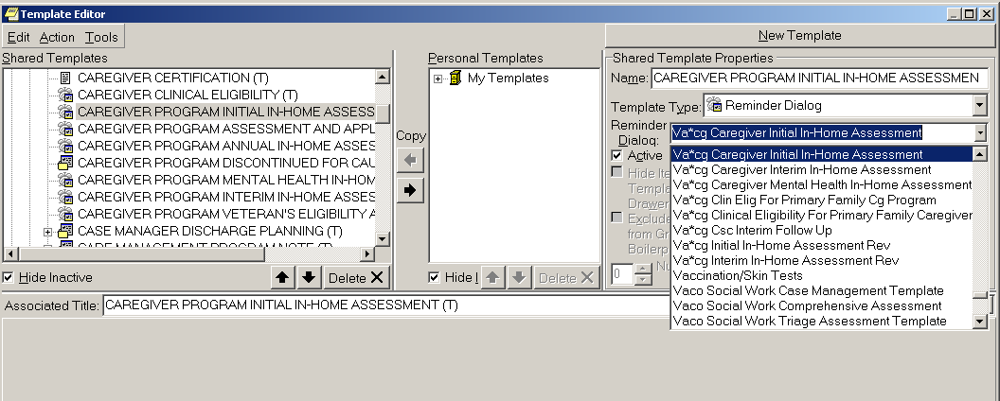 Template Editor
Edit Action Tools
New Template
Shared Templates
CAREGIVER CERTIFICATION (T)
CAREGIVER CLINICAL ELIGIBILITY (T)
CAREGIVER PROGRAM INITIAL IN-HOME ASSESS
CAREGIVER PROGRAM ASSESSMENT AND APPL
CAREGIVER PROGRAM ANNUAL IN-HOME ASSES
CAREGIVER PROGRAM DISCONTINUED FOR CAU
CAREGIVER PROGRAM MENTAL HEALTH IN-HOM
CAREGIVER PROGRAM INTERIM IN-HOME ASSES
CAREGIVER PROGRAM VETERAN'S ELIGIBILITY A
CASE MANAGER DISCHARGE PLANNING (T)
CARE MANAGEMENT PROGRAM NOTE (T)
Hide Inactive
Delete
Copy
Personal Templates
My Templates
Hide I
Delete
Shared Template Properties
Name: CAREGIVER PROGRAM INITIAL IN-HOME ASSESSMEN
Template Type: Reminder Dialog
Reminder Dialog: Va*cg Caregiver Initial In-Home Assessment
Active
Hide Ite
Templa
Drawer
Exclude
from Gr
Boilerp
0
Nu
Va*cg Caregiver Initial In-Home Assessment
Va*cg Caregiver Interim In-Home Assessment
Va*cg Caregiver Mental Health In-Home Assessment
Va*cg Clin Elig For Primary Family Cg Program
Va*cg Clinical Eligibility For Primary Family Caregiver
Va*cg Csc Interim Follow Up
Va*cg Initial In-Home Assessment Rev
Va*cg Interim In-Home Assessment Rev
Vaccination/Skin Tests
Vaco Social Work Case Management Template
Vaco Social Work Comprehensive Assessment
Vaco Social Work Triage Assessment Template
Associated Title: CAREGIVER PROGRAM INITIAL IN-HOME ASSESSMENT (T)